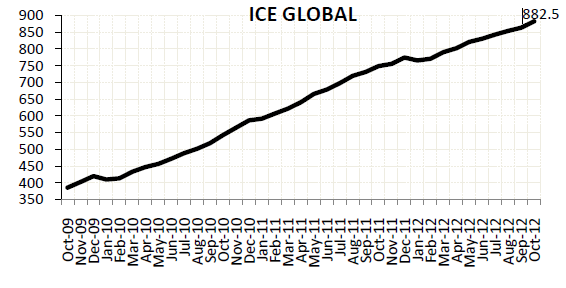 ICE GLOBAL
882.5
900
850
800
750
700
650
600
550
500
450
400
350
Oct-09
Nov-09
Dec-09
Jan-10
Feb-10
Mar-10
Apr-10
May-10
Jun-10
Jul-10
Aug-10
Sep-10
Oct-10
Nov-10
Dec-10
Jan-11
Feb-11
Mar-11
Apr-11
May-11
Jun-11
Jul-11
Aug-11
Sep-11
Oct-11
Nov-11
Dec-11
Jan-12
Feb-12
Mar-12
Apr-12
May-12
Jun-12
Jul-12
Aug-12
Sep-12
Oct-12